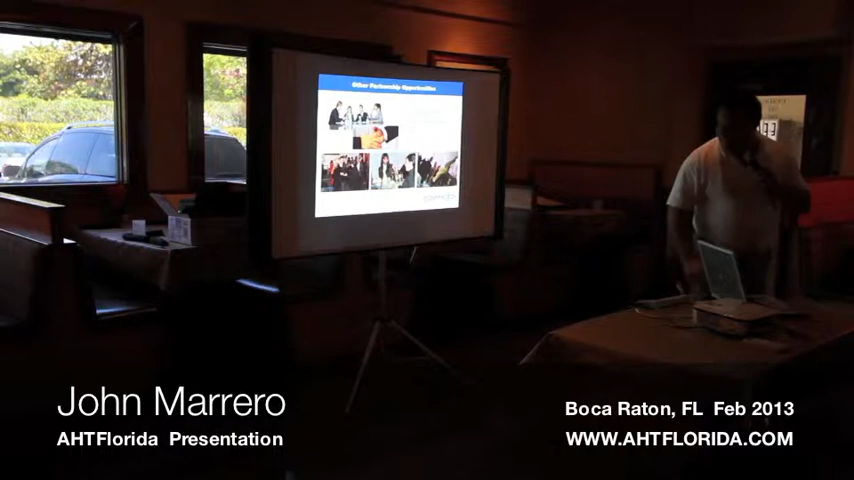 Other Partnership Opportunities
John Marrero
AHTFlorida Presentation
Boca Raton, FL Feb 2013
WWW.AHTFLORIDA.COM